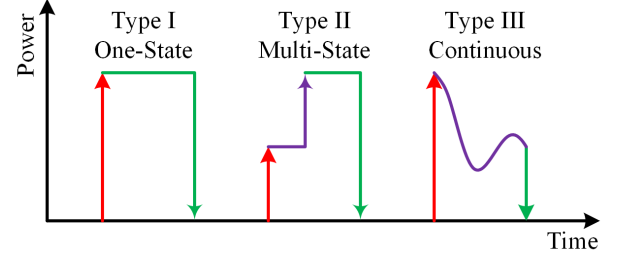 Power
Type I
One-State
Type II
Multi-State
Type III
Continuous
Time